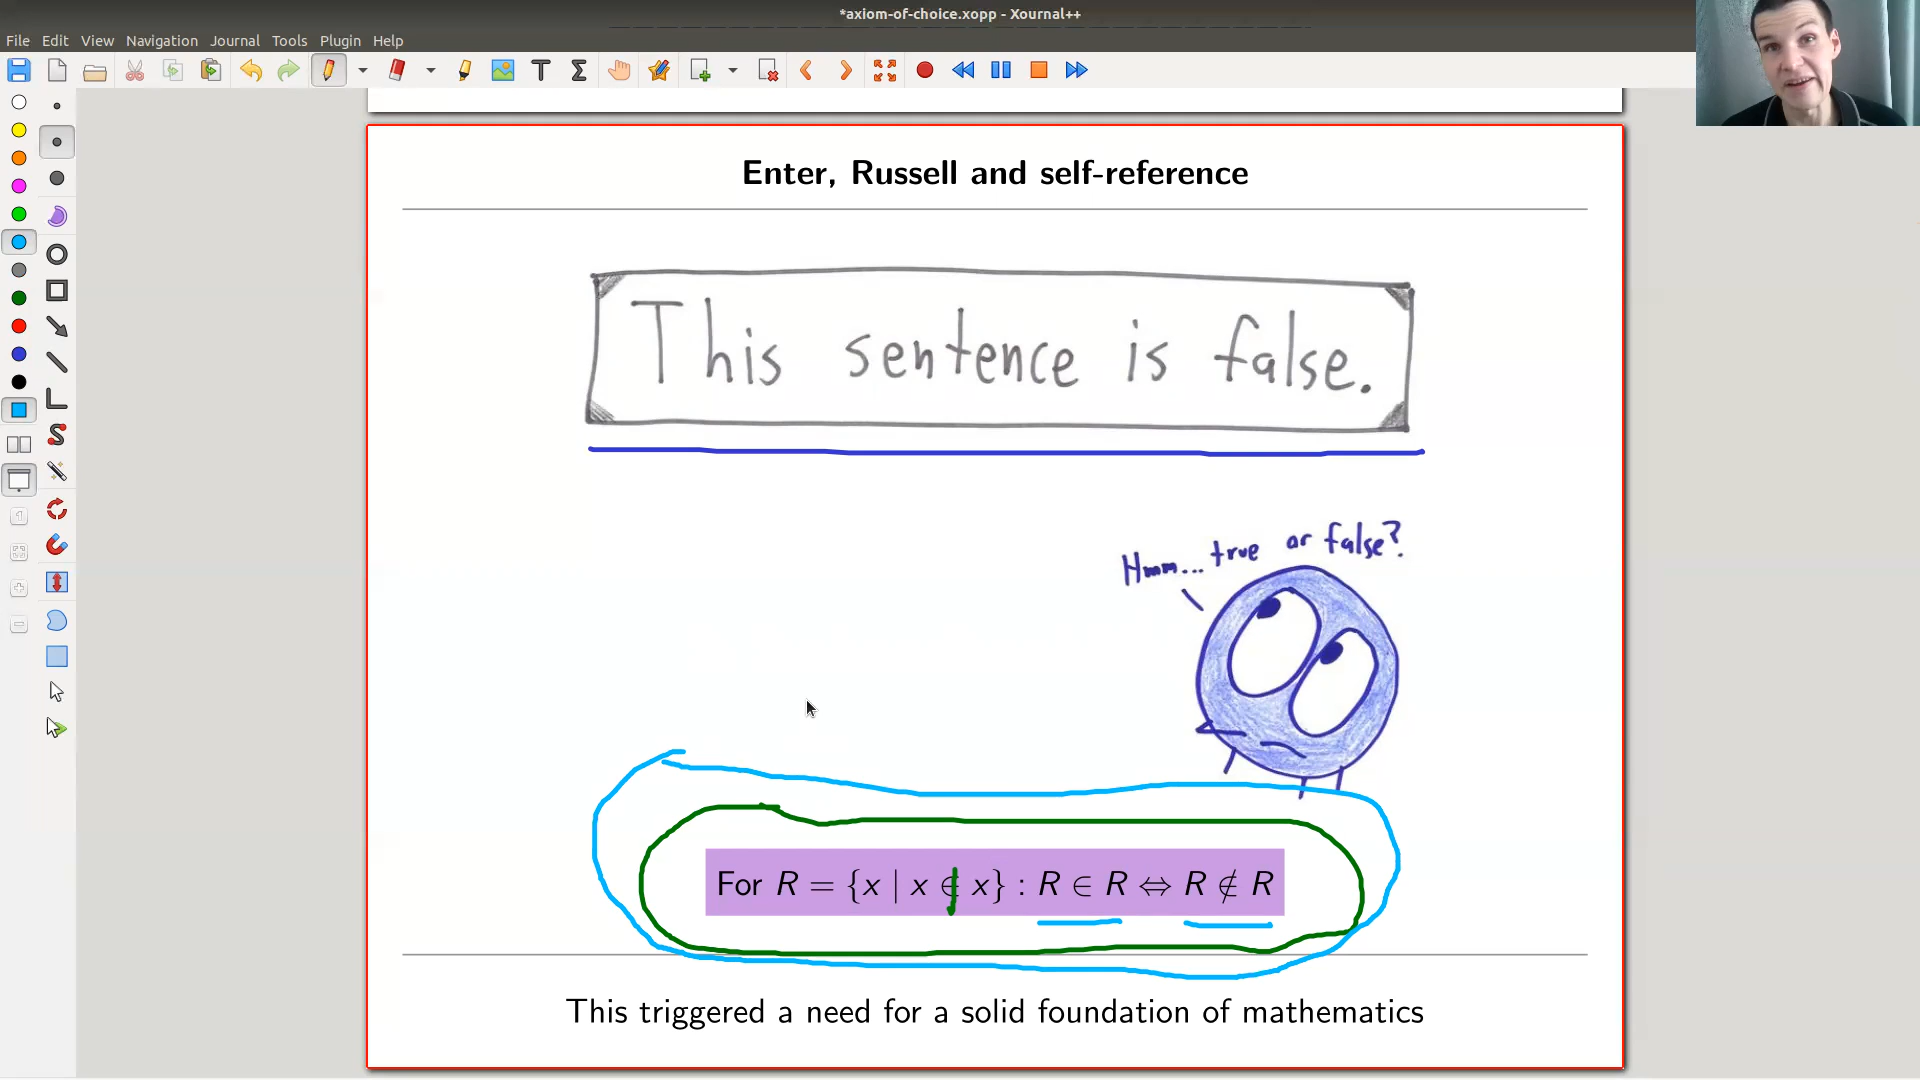 *axiom-of-choice.xopp - Xournal++
File Edit View Navigation Journal Tools Plugin Help
Enter, Russell and self-reference
This sentence is false.
Hmm... true or false?
For R = {x | x ∉ x} : R ∈ R ⇔ R ∉ R
This triggered a need for a solid foundation of mathematics